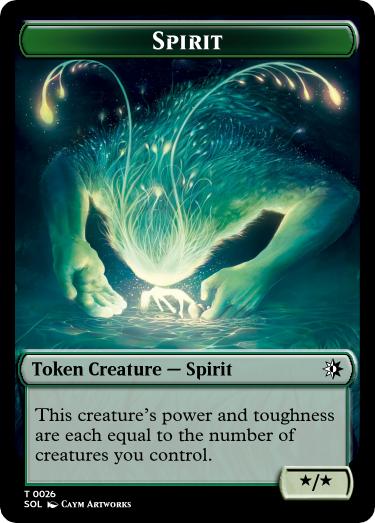 Spirit
Token Creature — Spirit
This creature's power and toughness
are each equal to the number of
creatures you control.
★/★
T 0026
SOL Caym Artworks